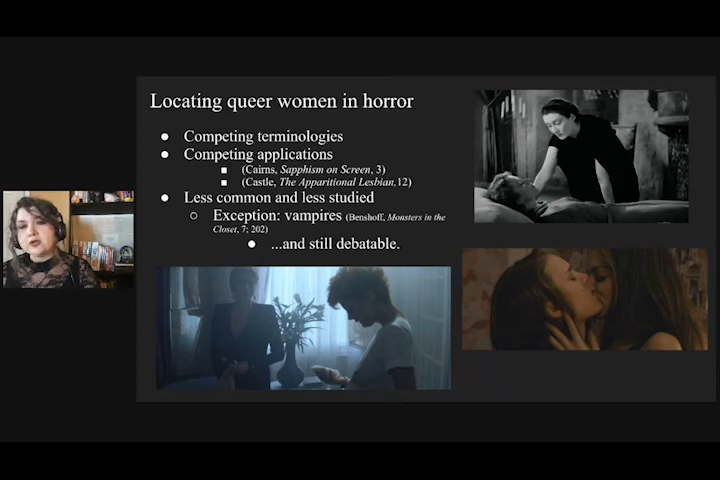 Locating queer women in horror
● Competing terminologies
● Competing applications
■ (Cairns, Sapphism on Screen, 3)
■ (Castle, The Apparitional Lesbian,12)
● Less common and less studied
○ Exception: vampires (Benshoff, Monsters in the
Closet, 7; 202)
● ...and still debatable.